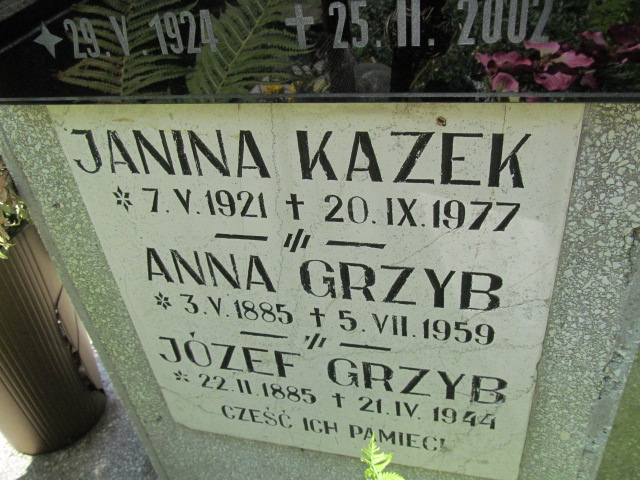 29.V.1924 + 25.II.2002
JANINA KAZEK
* 7.V.1921 † 20.IX.1977
ANNA GRZYB
* 3.V.1885 † 5.VII.1959
JÓZEF GRZYB
* 22.II.1885 † 21.IV.1944
CZEŚĆ ICH PAMIĘCI